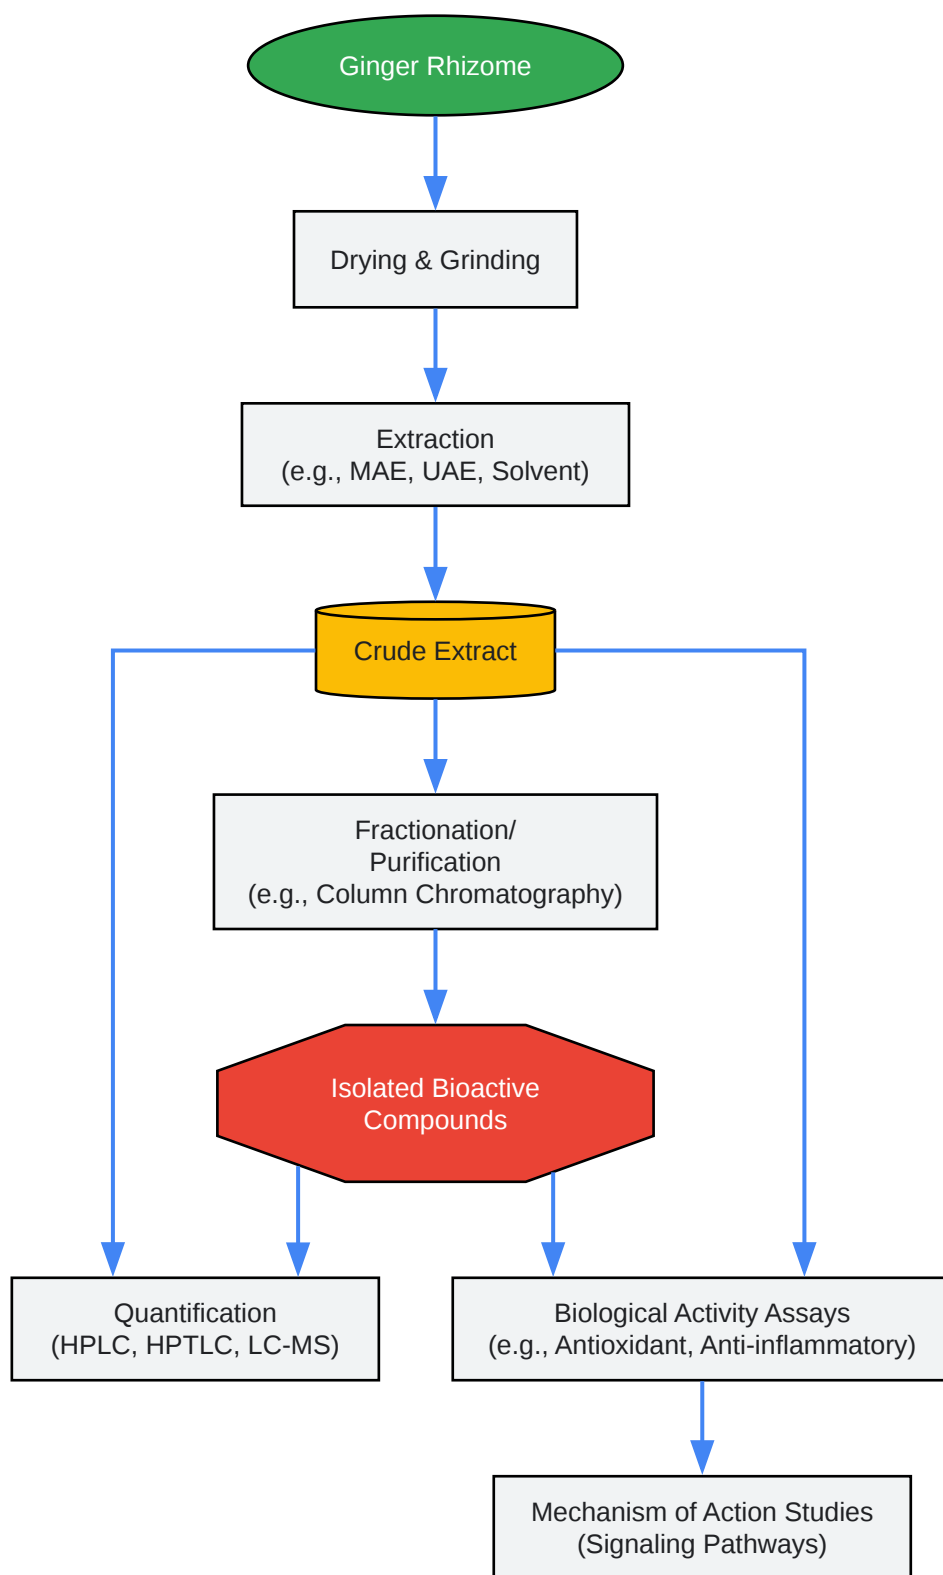 Ginger Rhizome
Drying & Grinding
Extraction
(e.g., MAE, UAE, Solvent)
Crude Extract
Fractionation/
Purification
(e.g., Column Chromatography)
Isolated Bioactive
Compounds
Quantification
(HPLC, HPTLC, LC-MS)
Biological Activity Assays
(e.g., Antioxidant, Anti-inflammatory)
Mechanism of Action Studies
(Signaling Pathways)